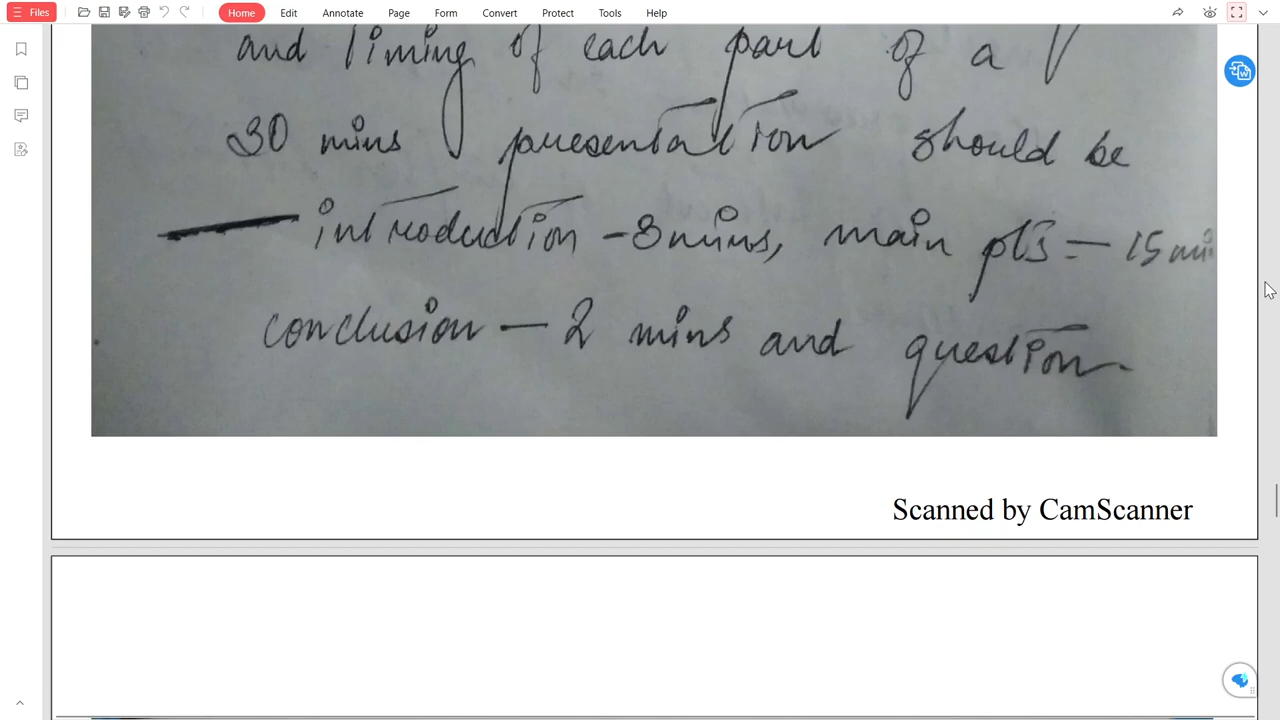 Files Home Edit Annotate Page Form Convert Protect Tools Help
and timing of each part of a
30 mins presentation should be
— introduction - 8 mins, main pts - 15 min
conclusion — 2 mins and question
Scanned by CamScanner